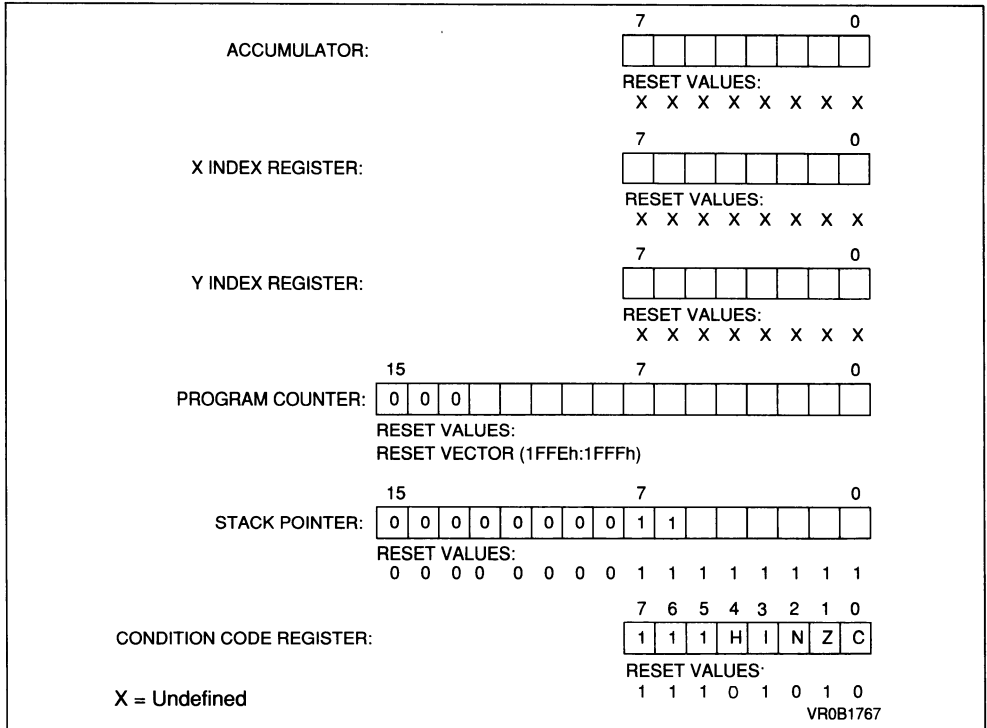 7 0
ACCUMULATOR:
RESET VALUES:
X X X X X X X X
7 0
X INDEX REGISTER:
RESET VALUES:
X X X X X X X X
7 0
Y INDEX REGISTER:
RESET VALUES:
X X X X X X X X
15 7 0
PROGRAM COUNTER: 0 0 0
RESET VALUES:
RESET VECTOR (1FFEh:1FFFh)
15 7 0
STACK POINTER: 0 0 0 0 0 0 0 0 1 1
RESET VALUES:
0 0 0 0 0 0 0 0 1 1 1 1 1 1 1 1
7 6 5 4 3 2 1 0
CONDITION CODE REGISTER: 1 1 1 H I N Z C
RESET VALUES:
1 1 1 0 1 0 1 0
X = Undefined
VR0B1767